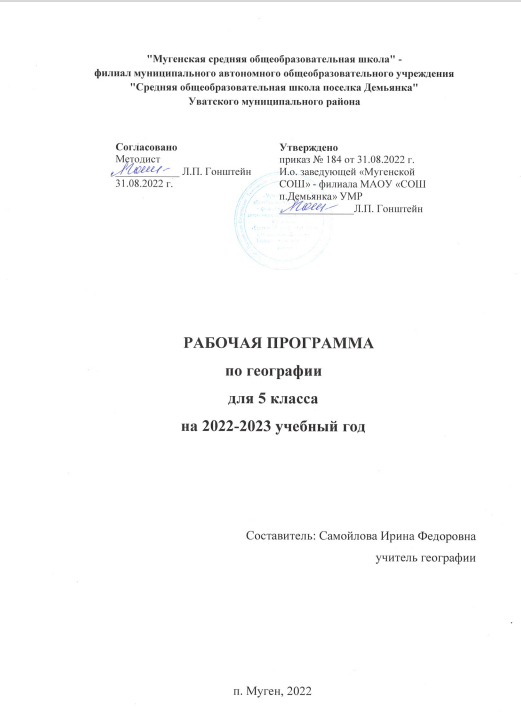 "Мугенская средняя общеобразовательная школа" -
филиал муниципального автономного общеобразовательного учреждения
"Средняя общеобразовательная школа поселка Демьянка"
Уватского муниципального района
Согласовано
Методист
____________ Л.П. Гонштейн
31.08.2022 г.
Утверждено
приказ № 184 от 31.08.2022 г.
И.о. заведующей «Мугенской
СОШ» - филиала МАОУ «СОШ
п.Демьянка» УМР
_____________Л.П. Гонштейн
РАБОЧАЯ ПРОГРАММА
по географии
для 5 класса
на 2022-2023 учебный год
Составитель: Самойлова Ирина Федоровна
учитель географии
п. Муген, 2022